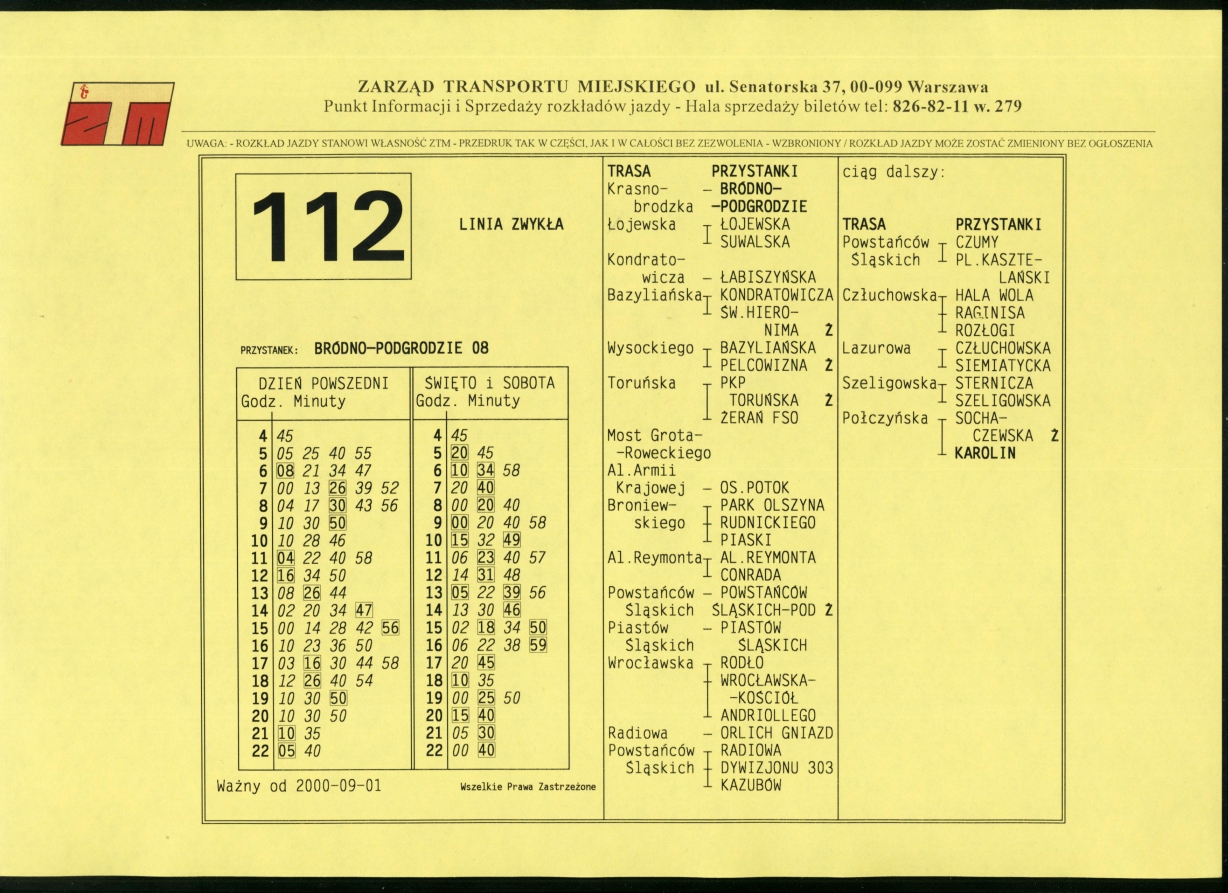 ZTM
ZARZĄD TRANSPORTU MIEJSKIEGO ul. Senatorska 37, 00-099 Warszawa
Punkt Informacji i Sprzedaży rozkładów jazdy - Hala sprzedaży biletów tel: 826-82-11 w. 279
UWAGA: - ROZKŁAD JAZDY STANOWI WŁASNOŚĆ ZTM - PRZEDRUK TAK W CZĘŚCI, JAK I W CAŁOŚCI BEZ ZEZWOLENIA - WZBRONIONY / ROZKŁAD JAZDY MOŻE ZOSTAĆ ZMIENIONY BEZ OGŁOSZENIA
112
LINIA ZWYKŁA
PRZYSTANEK: BRÓDNO-PODGRODZIE 08
DZIEŃ POWSZEDNI
Godz. Minuty
4 45
5 05 25 40 55
6 08 21 34 47
7 00 13 26 39 52
8 04 17 30 43 56
9 10 30 50
10 10 28 46
11 04 22 40 58
12 16 34 50
13 08 26 44
14 02 20 34 47
15 00 14 28 42 56
16 10 23 36 50
17 03 16 30 44 58
18 12 26 40 54
19 10 30 50
20 10 30 50
21 10 35
22 05 40
ŚWIĘTO i SOBOTA
Godz. Minuty
4 45
5 20 45
6 10 34 58
7 20 40
8 00 20 40
9 00 20 40 58
10 15 32 49
11 06 23 40 57
12 14 31 48
13 05 22 39 56
14 13 30 46
15 02 18 34 50
16 06 22 38 59
17 20 45
18 10 35
19 00 25 50
20 15 40
21 05 30
22 00 40
Ważny od 2000-09-01
Wszelkie Prawa Zastrzeżone
TRASA PRZYSTANKI
Krasno- - BRÓDNO-
brodzka -PODGRODZIE
Łojewska ŁOJEWSKA
SUWALSKA
Kondrato-
wicza - ŁABISZYŃSKA
Bazyliańska KONDRATOWICZA
ŚW.HIERO-
NIMA Ż
Wysockiego BAZYLIAŃSKA
PELCOWIZNA Ż
Toruńska PKP
TORUŃSKA Ż
ŻERAŃ FSO
Most Grota-
-Roweckiego
Al.Armii
Krajowej - OS.POTOK
Broniew- PARK OLSZYNA
skiego RUDNICKIEGO
PIASKI
Al.Reymonta AL.REYMONTA
CONRADA
Powstańców - POWSTAŃCÓW
Śląskich ŚLĄSKICH-POD Ż
Piastów - PIASTÓW
Śląskich ŚLĄSKICH
Wrocławska RODŁO
WROCŁAWSKA-
-KOŚCIÓŁ
ANDRIOLLEGO
Radiowa - ORLICH GNIAZD
Powstańców RADIOWA
Śląskich DYWIZJONU 303
KAZUBÓW
ciąg dalszy:
TRASA PRZYSTANKI
Powstańców CZUMY
Śląskich PL.KASZTE-
LAŃSKI
Człuchowska HALA WOLA
RAGINISA
ROZŁOGI
Lazurowa CZŁUCHOWSKA
SIEMIATYCKA
Szeligowska STERNICZA
SZELIGOWSKA
Połczyńska SOCHA-
CZEWSKA Ż
KAROLIN